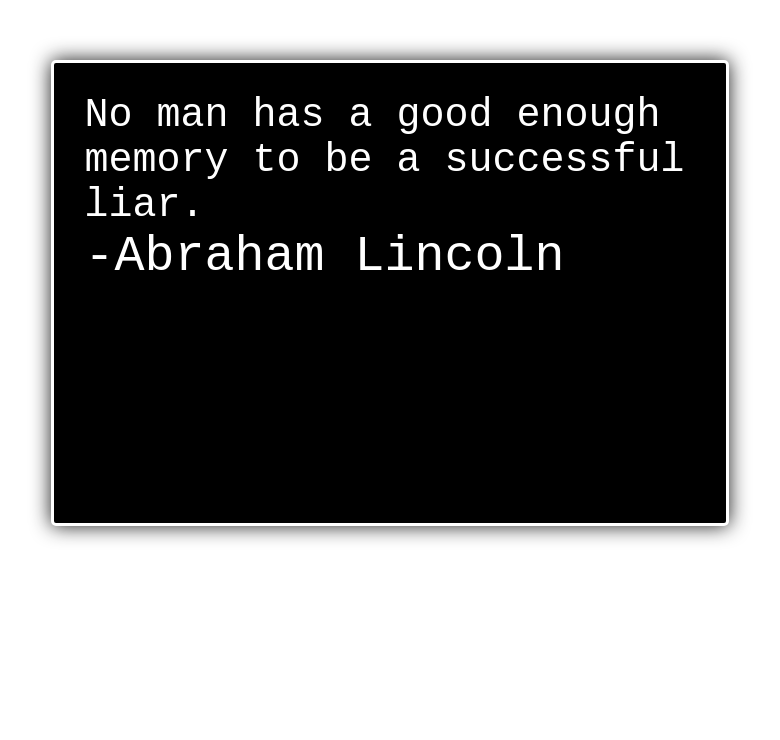 No man has a good enough
memory to be a successful
liar.
-Abraham Lincoln